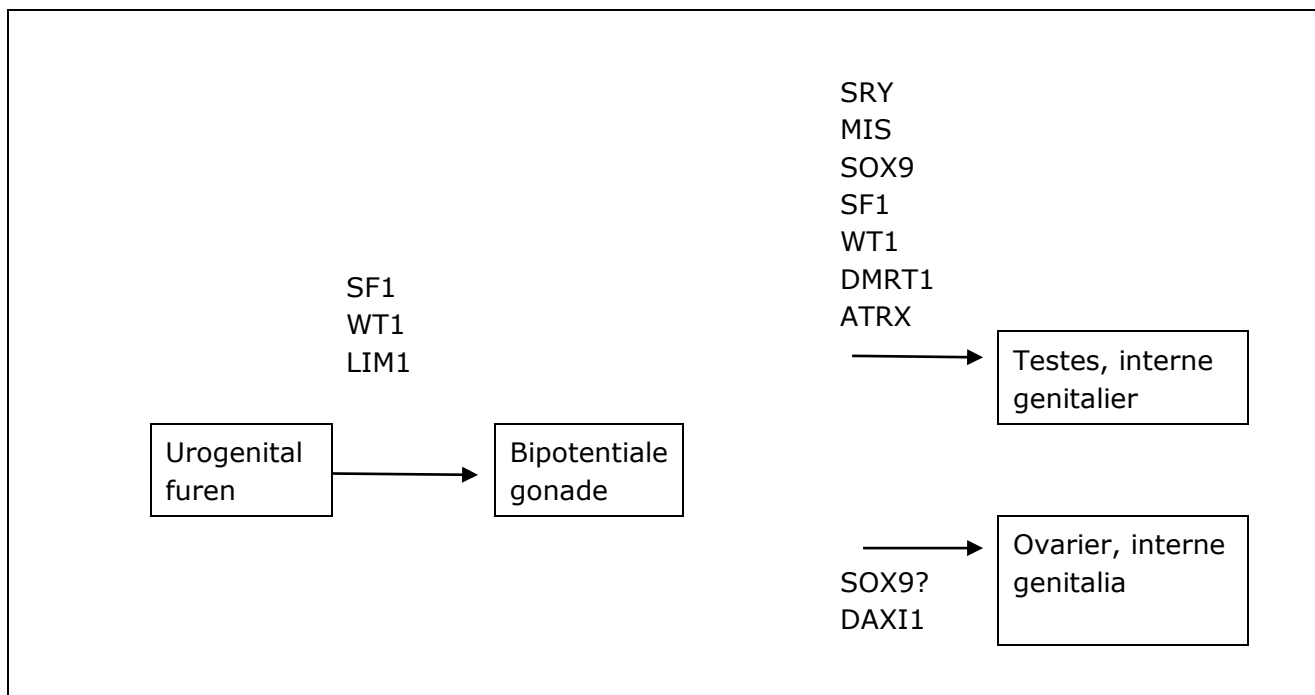 SF1
WT1
LIM1
Urogenital
furen
Bipotentiale
gonade
SRY
MIS
SOX9
SF1
WT1
DMRT1
ATRX
Testes, interne
genitalier
SOX9?
DAXI1
Ovarier, interne
genitalia